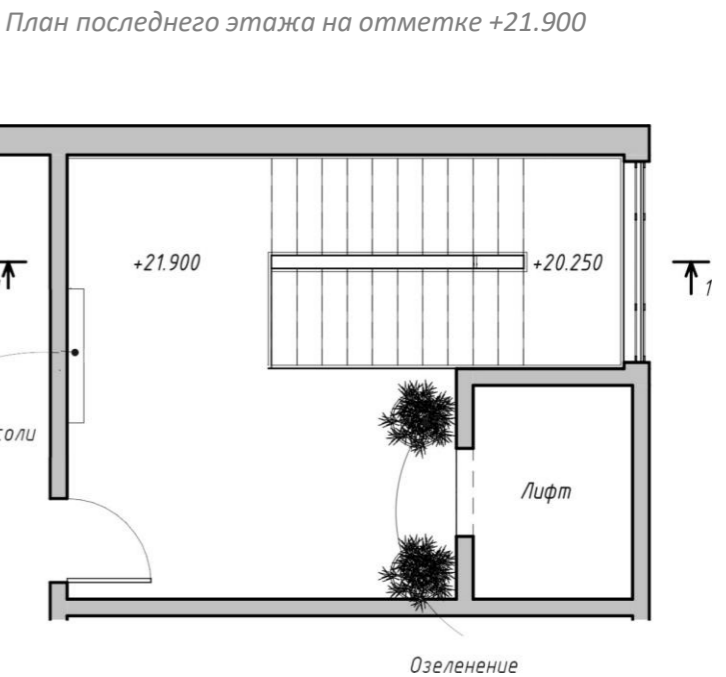 План последнего этажа на отметке +21.900
+21.900
+20.250
1
Лифт
Озеленение